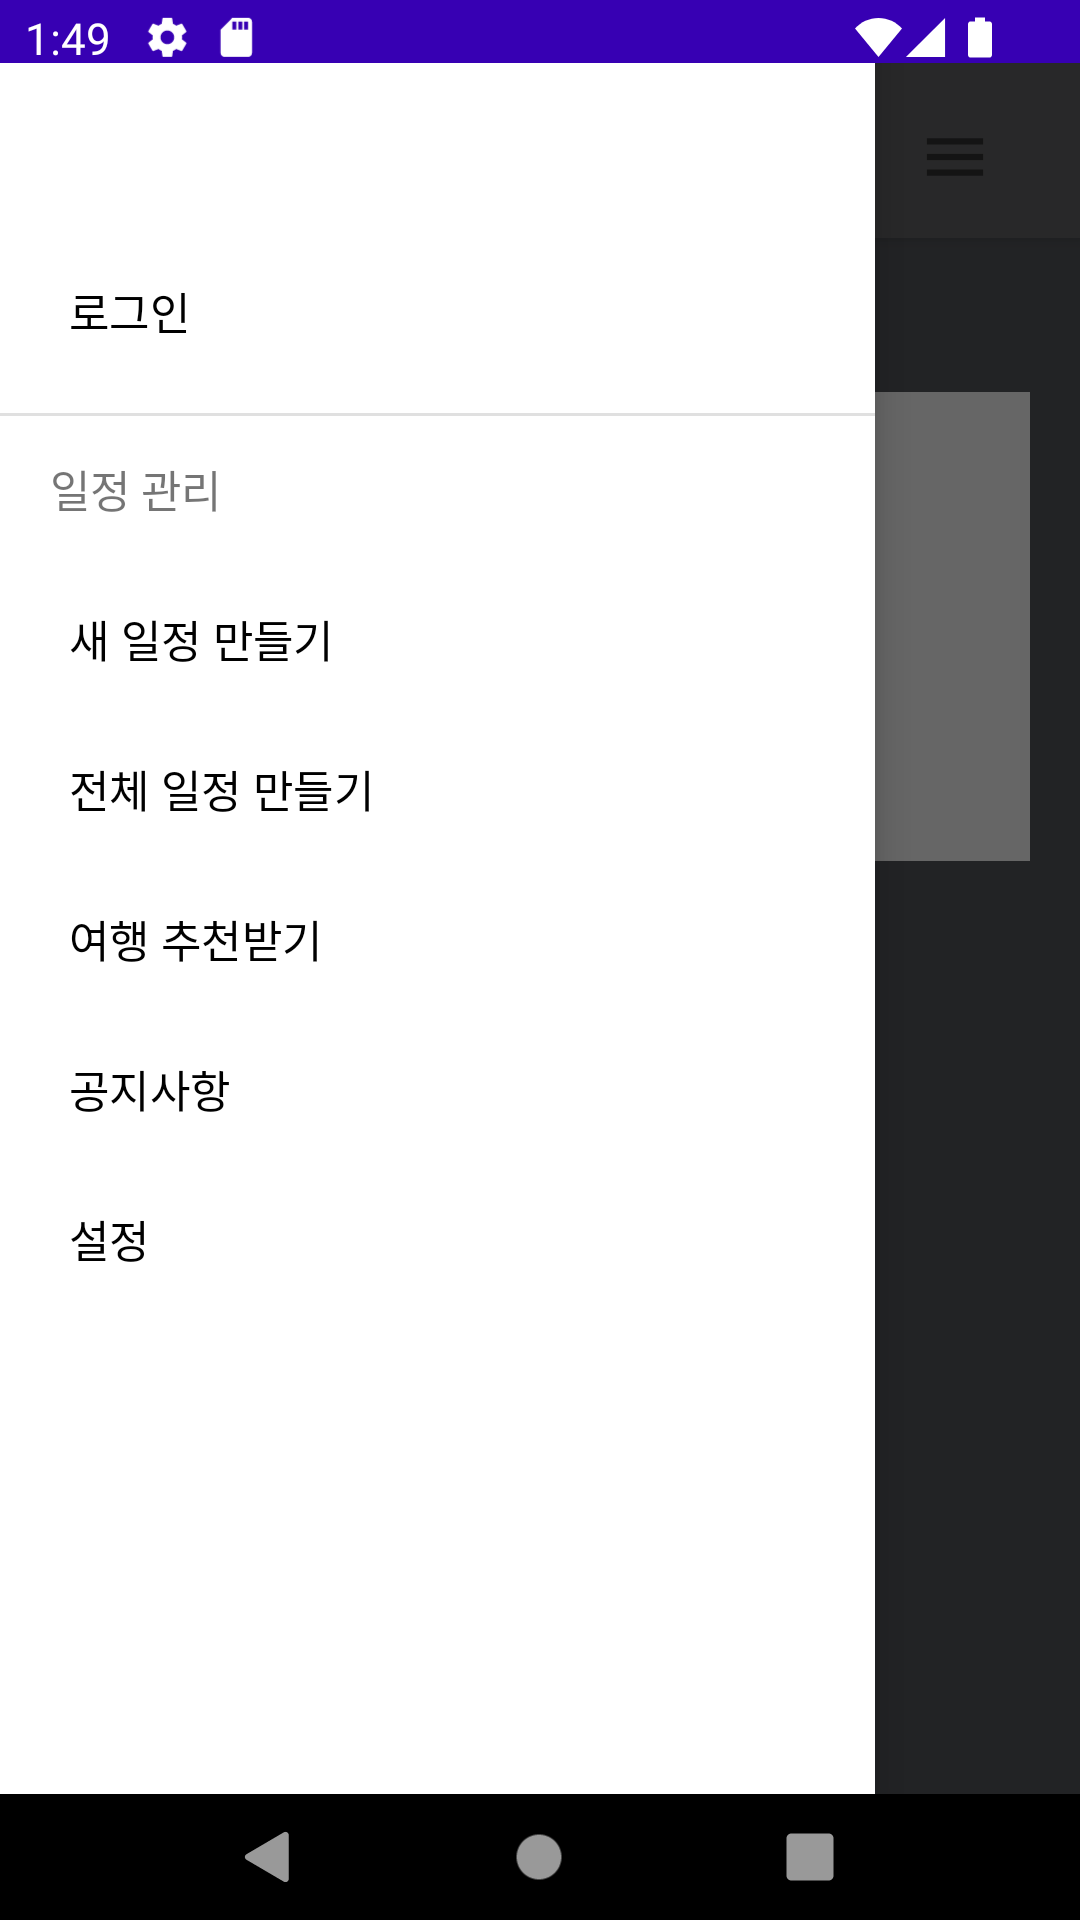 1:49
로그인
일정 관리
새 일정 만들기
전체 일정 만들기
여행 추천받기
공지사항
설정